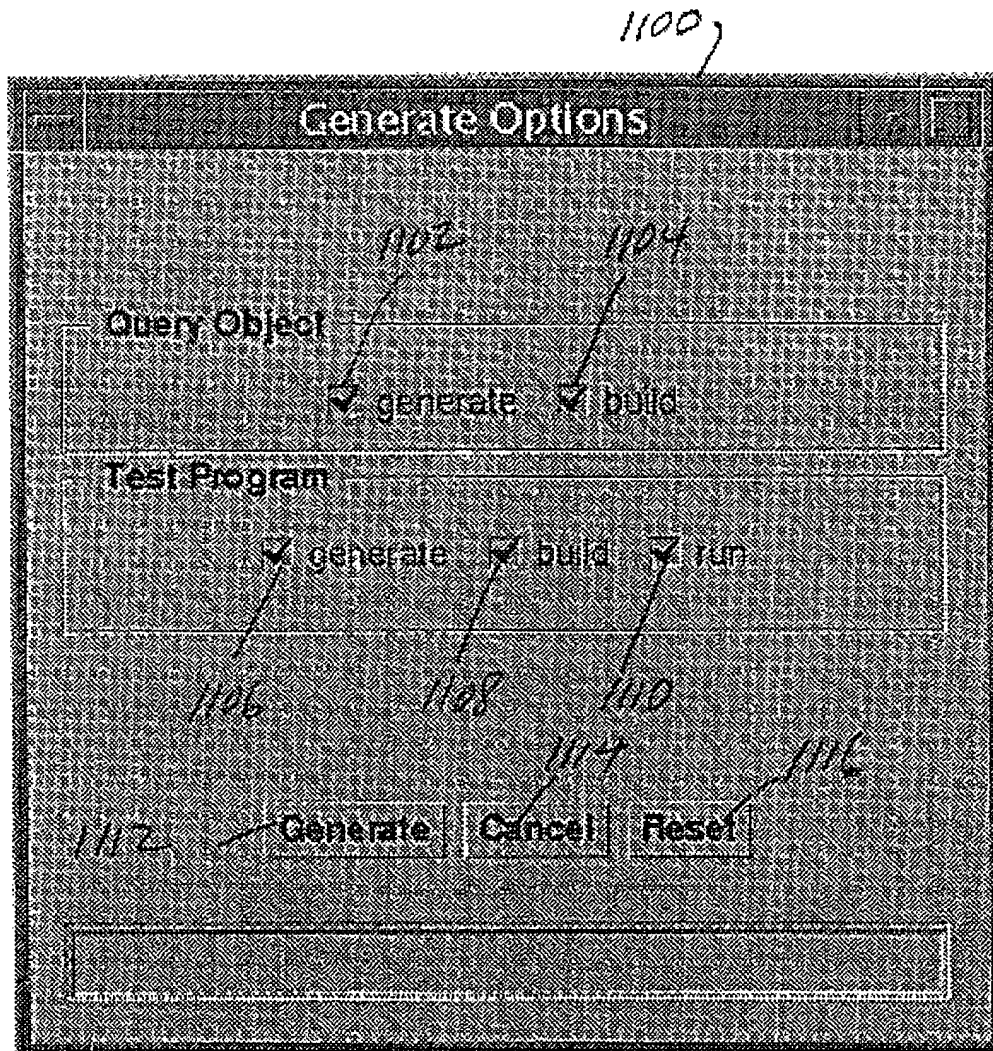 1100
Generate Options
1102 1104
Query Object
generate build
Test Program
generate build run
1106 1108 1110
1114 1116
1112 Generate Cancel Reset